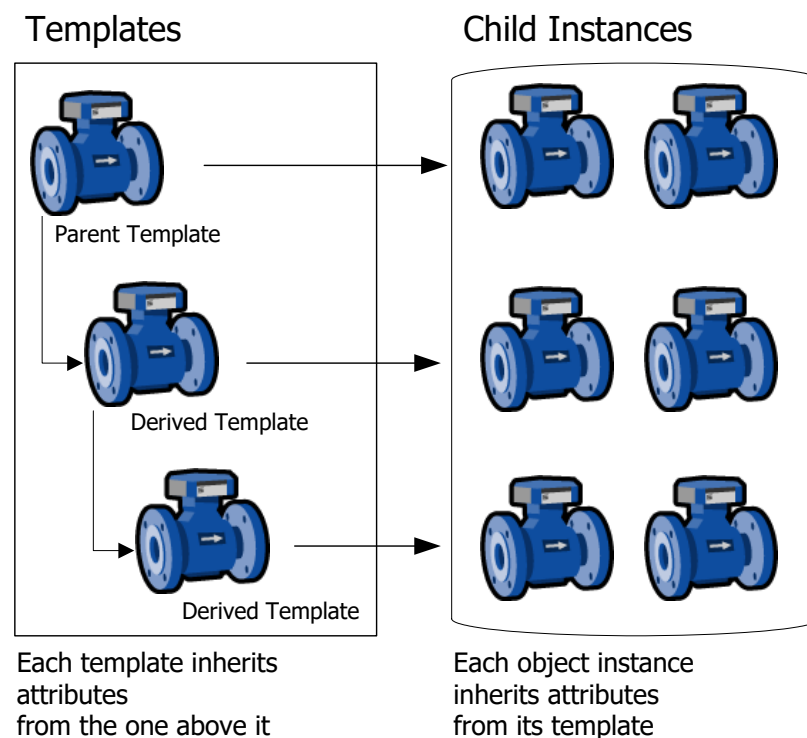 Templates
Child Instances
Parent Template
Derived Template
Derived Template
Each template inherits
attributes
from the one above it
Each object instance
inherits attributes
from its template